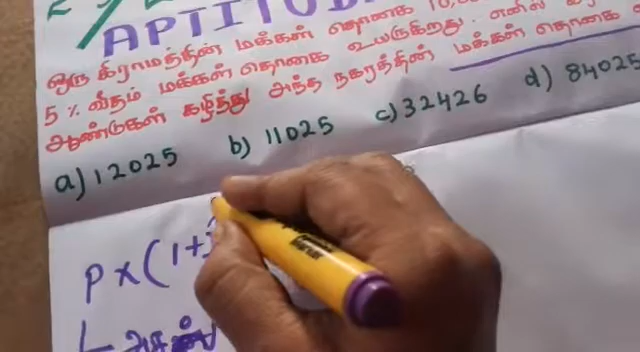 APTITUD
ஒரு கிராமத்தின் மக்கள் தொகை 10,
5% வீதம் மக்கள் தொகை உயருகிறது. எனில்
ஆண்டுகள் கழித்து அந்த நகரத்தின் மக்கள் தொகை
a) 12025 b) 11025 c) 32426 d) 84025
P x (1+